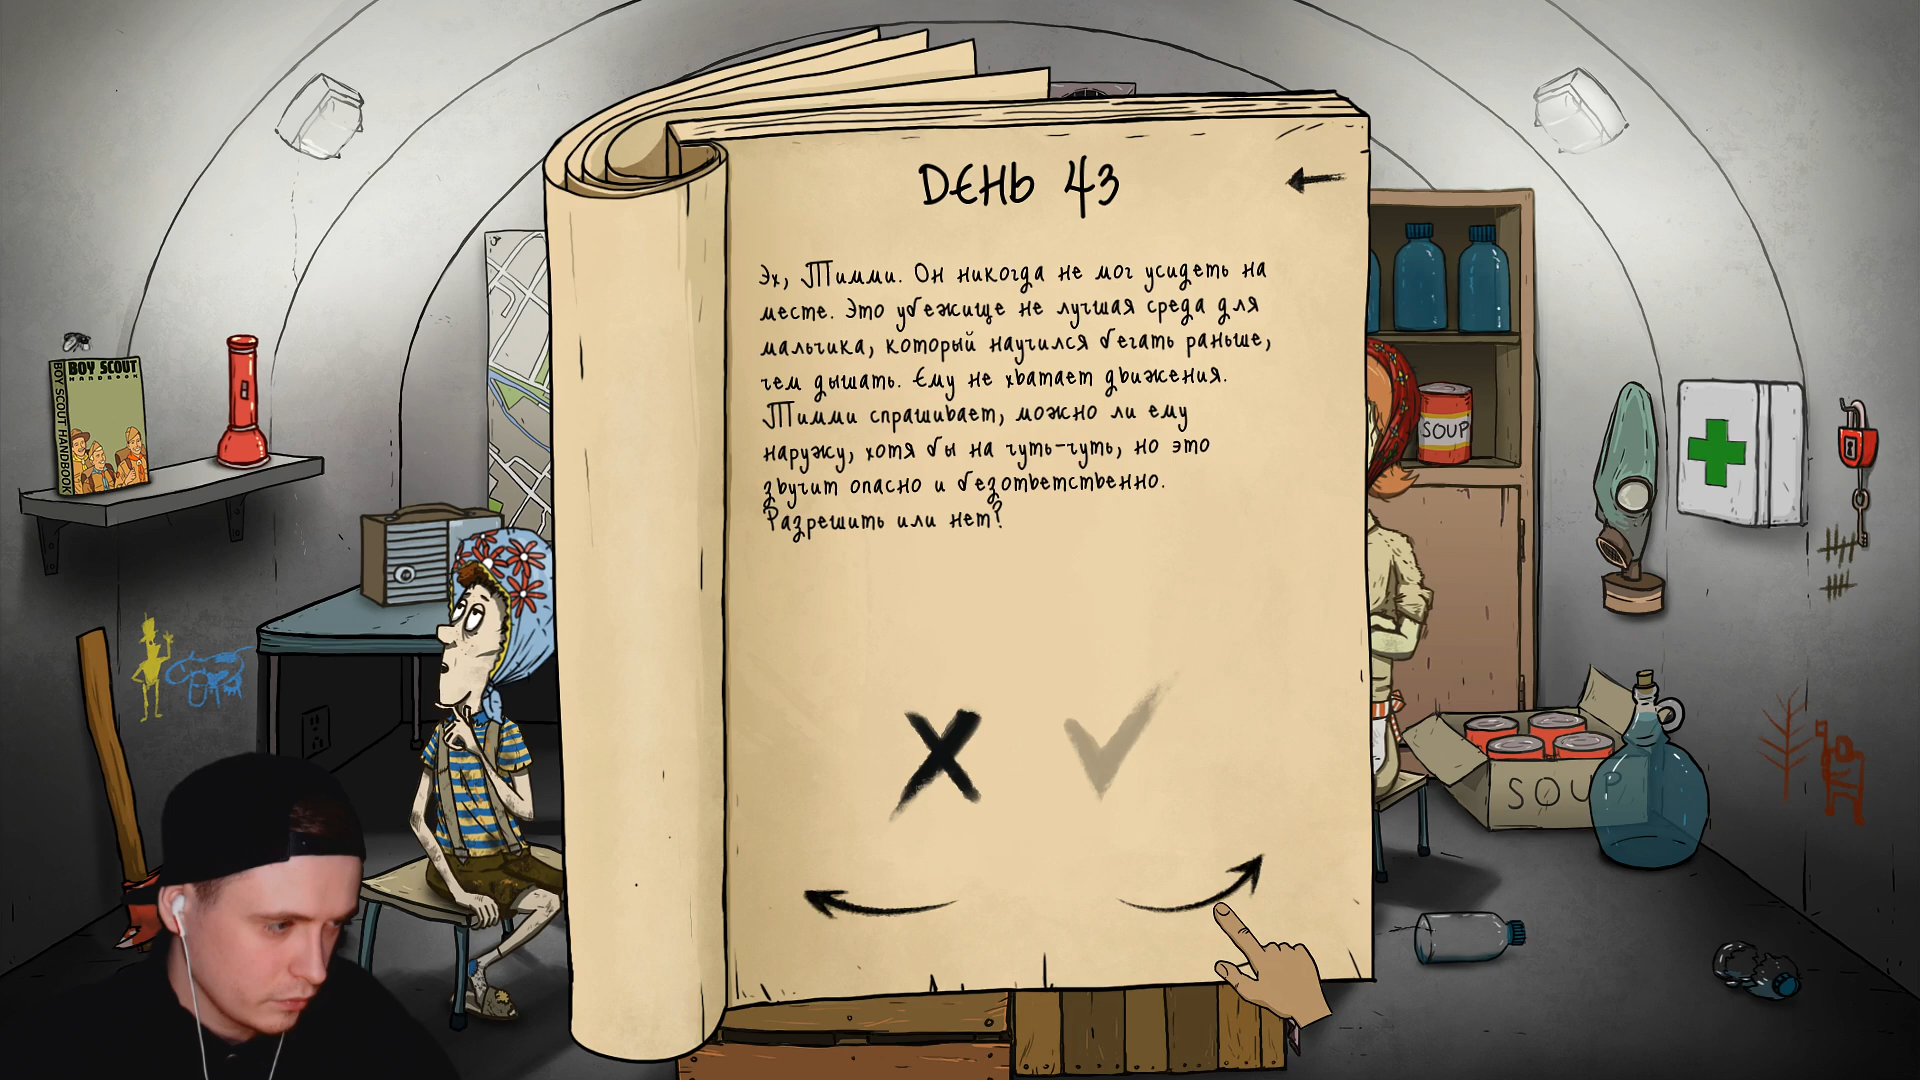 ДЕНЬ 43
Эх, Тимми. Он никогда не мог усидеть на
месте. Это убежище не лучшая среда для
мальчика, который научился бегать раньше,
чем дышать. Ему не хватает движения.
Тимми спрашивает, можно ли ему
наружу, хотя бы на чуть-чуть, но это
звучит опасно и безответственно.
Разрешить или нет?
BOY SCOUT
HANDBOOK
BOY SCOUT HANDBOOK
SOUP
SOUP